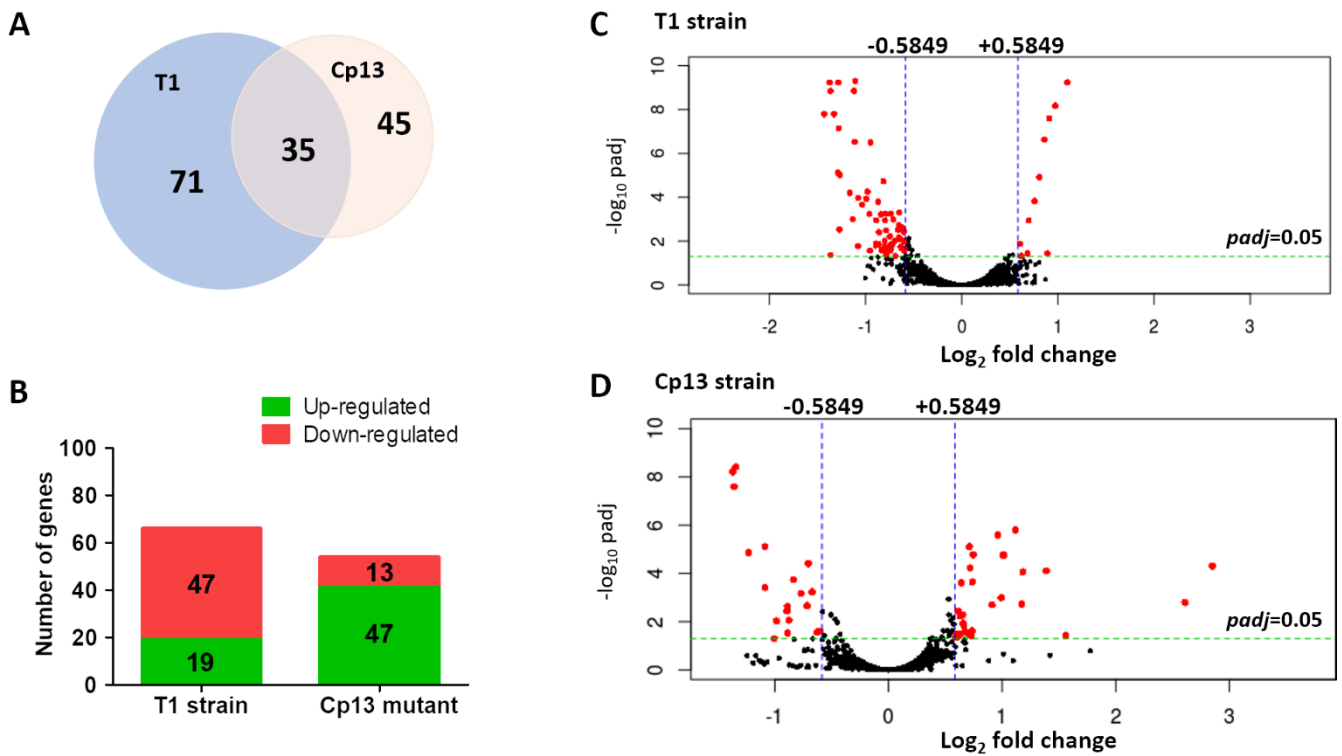 A
T1
Cp13
71
35
45
B
Up-regulated
Down-regulated
Number of genes
100
80
60
40
20
0
47
19
13
47
T1 strain
Cp13 mutant
C
T1 strain
-0.5849
+0.5849
-log10 padj
10
8
6
4
2
0
padj=0.05
-2
-1
0
1
2
3
Log2 fold change
D
Cp13 strain
-0.5849
+0.5849
-log10 padj
10
8
6
4
2
0
padj=0.05
-1
0
1
2
3
Log2 fold change